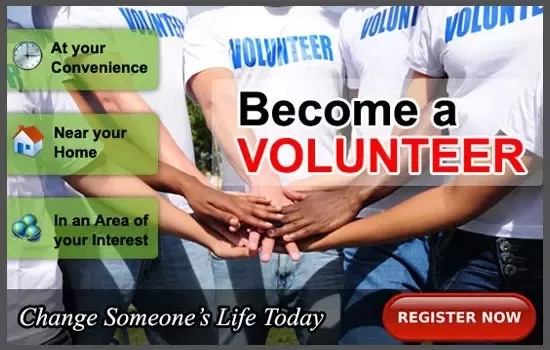 VOLUNTEER
VOLUNTEER
At your
Convenience
Near your
Home
In an Area of
your Interest
Become a
VOLUNTEER
Change Someone's Life Today
REGISTER NOW